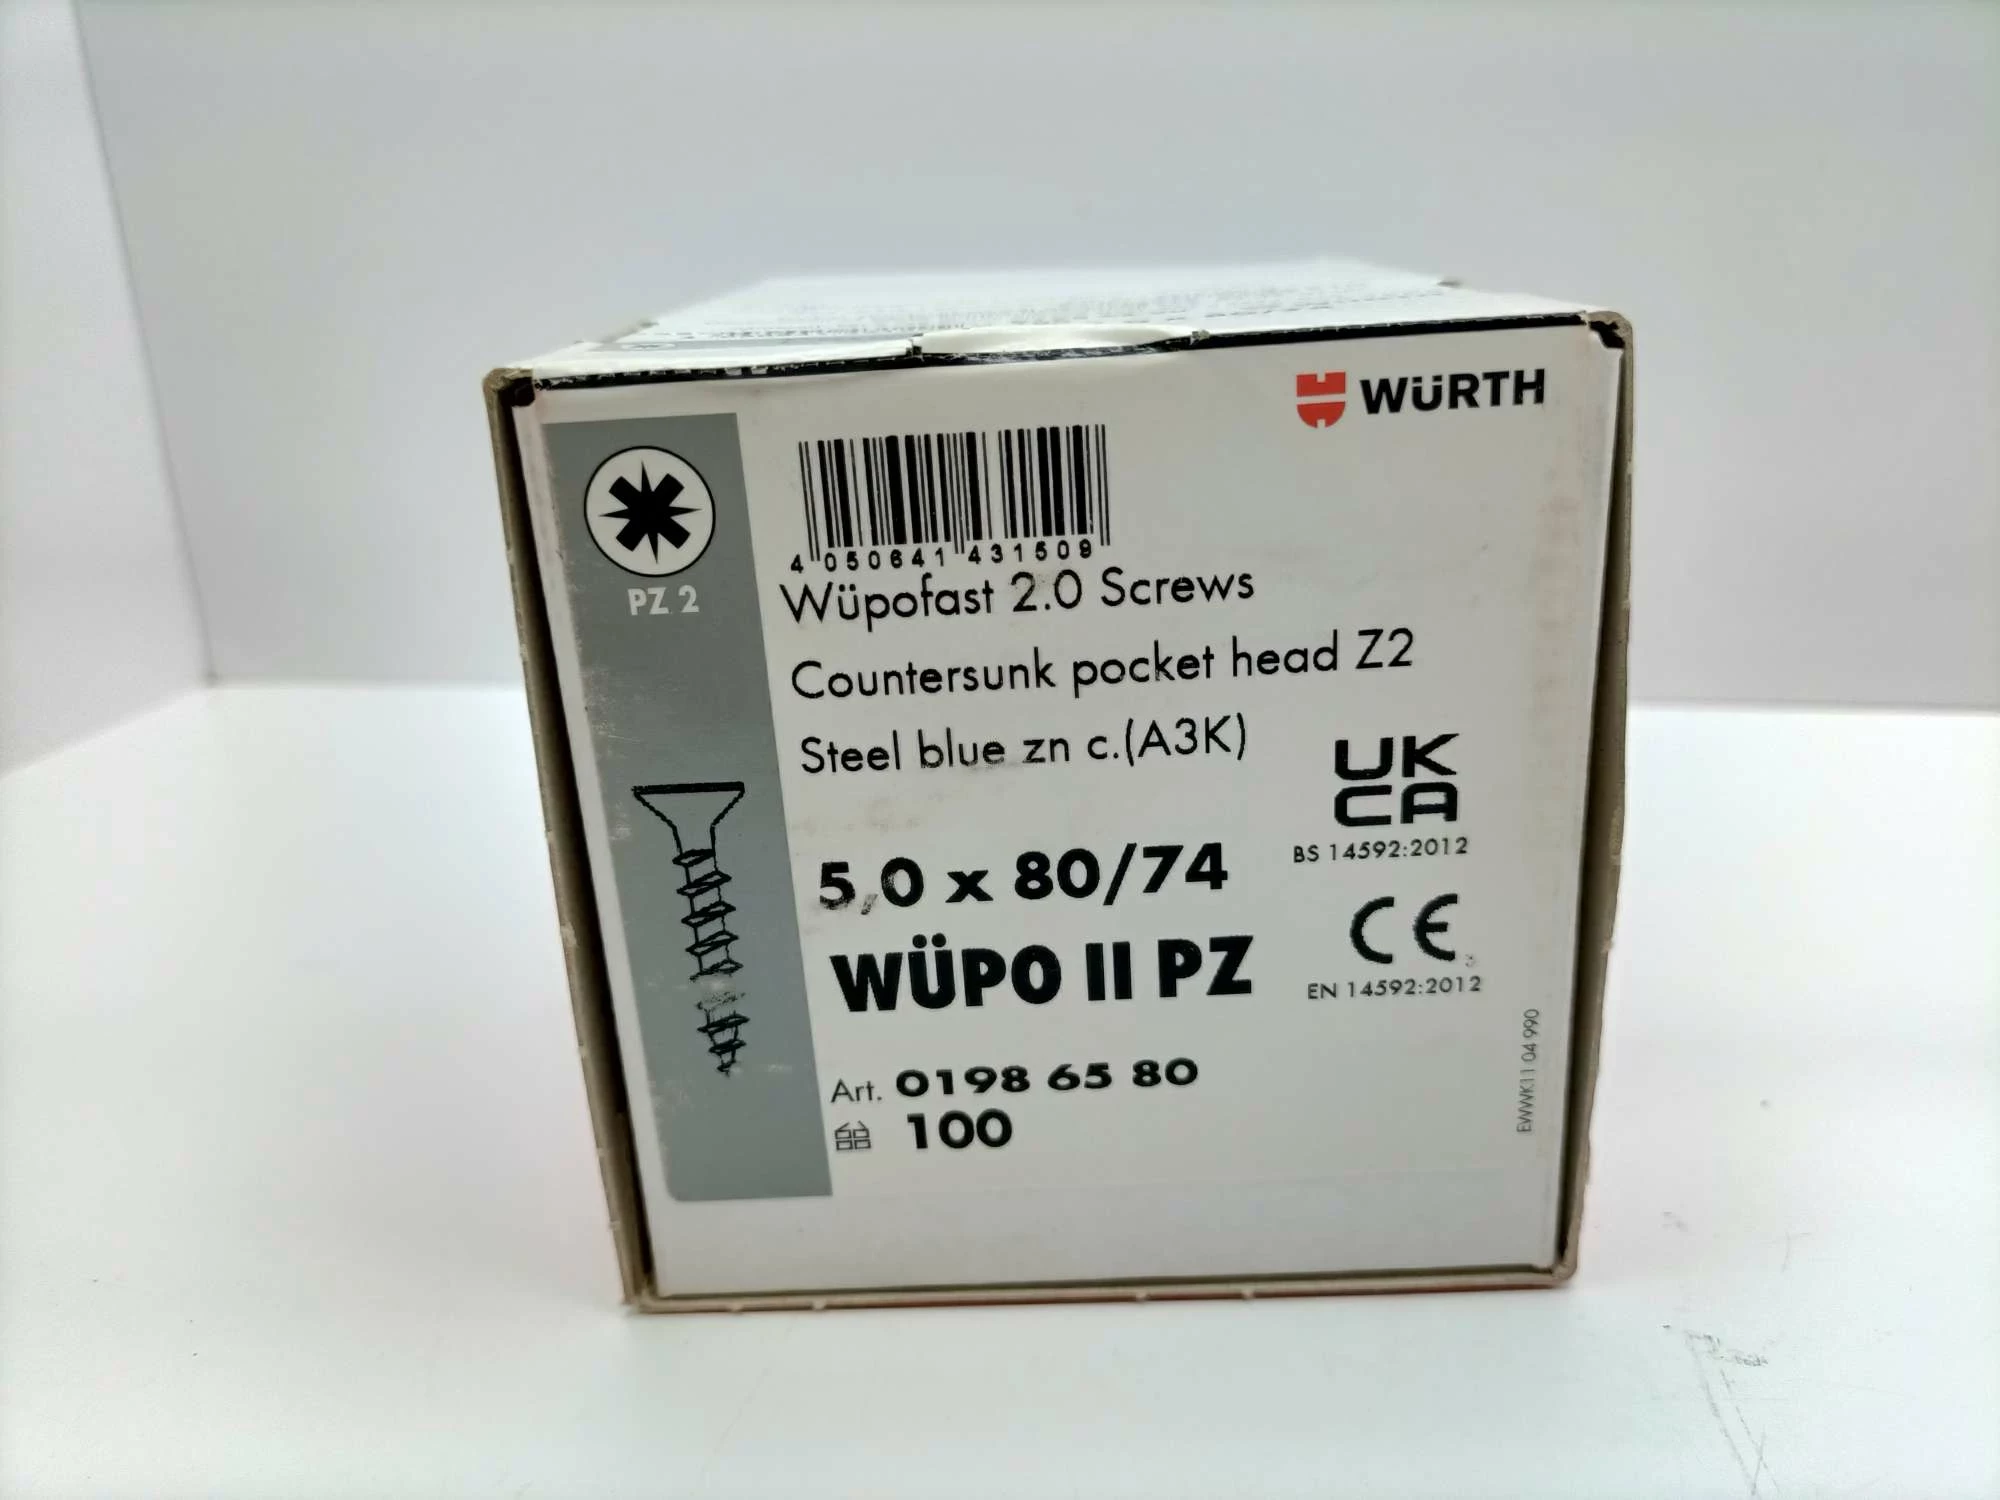 WÜRTH
4 050641 431509
PZ 2
Wüpofast 2.0 Screws
Countersunk pocket head Z2
Steel blue zn c.(A3K)
UK
CA
BS 14592:2012
5,0 x 80/74
CE
EN 14592:2012
WÜPO II PZ
Art. 0198 65 80
100
EWWK11 04 990